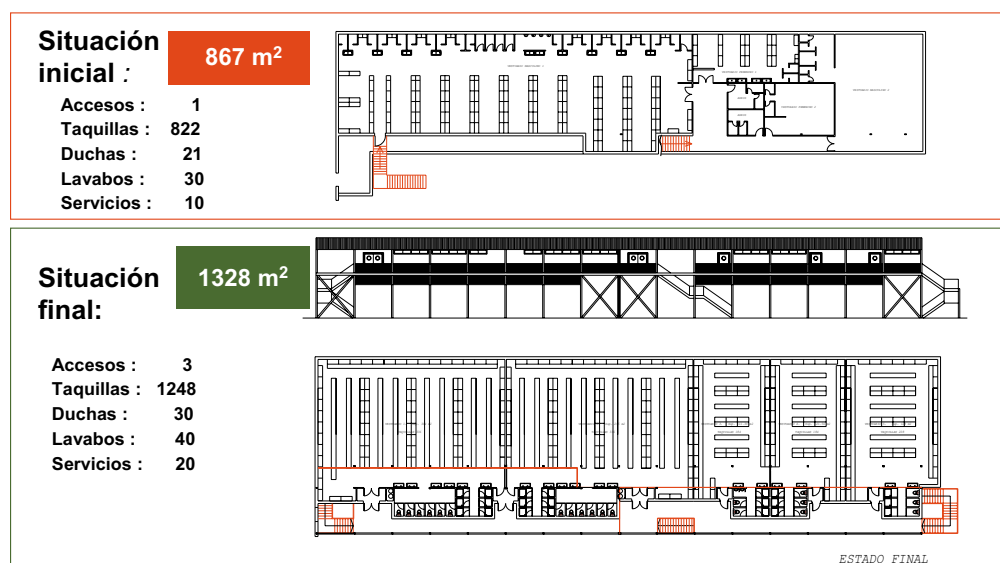 Situación
inicial :
867 m²
Accesos : 1
Taquillas : 822
Duchas : 21
Lavabos : 30
Servicios : 10
Situación
final:
1328 m²
Accesos : 3
Taquillas : 1248
Duchas : 30
Lavabos : 40
Servicios : 20
ESTADO FINAL